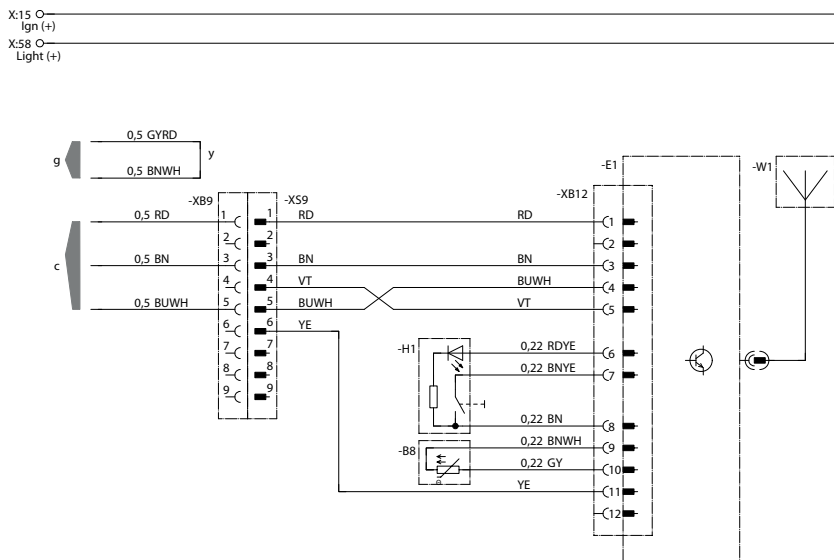 X:15
Ign (+)
X:58
Light (+)
0,5 GYRD
y
g
0,5 BNWH
-E1
-W1
-XB9
-XS9
-XB12
0,5 RD
1
1
RD
RD
1
2
2
2
c
0,5 BN
3
3
BN
BN
3
4
4
VT
BUWH
4
0,5 BUWH
5
5
BUWH
VT
5
6
6
YE
7
7
-H1
0,22 RDYE
6
8
8
0,22 BNYE
7
9
9
0,22 BN
8
-B8
0,22 BNWH
9
0,22 GY
10
YE
11
12